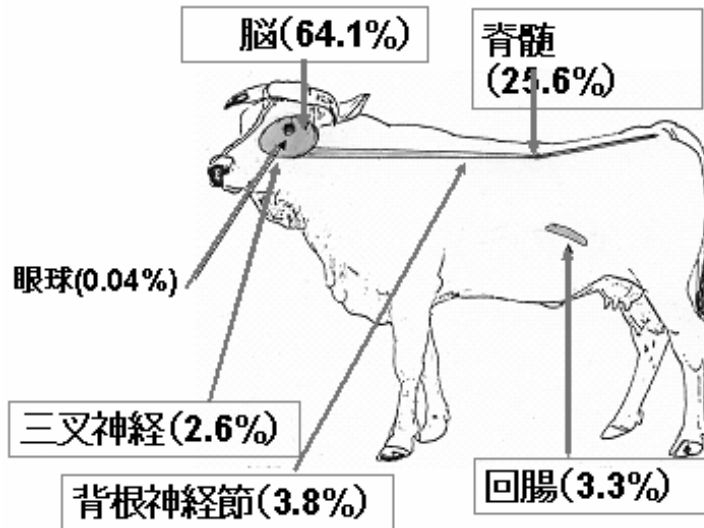 脳(64.1%)
脊髄
(25.6%)
眼球(0.04%)
三叉神経(2.6%)
背根神経節(3.8%)
回腸(3.3%)